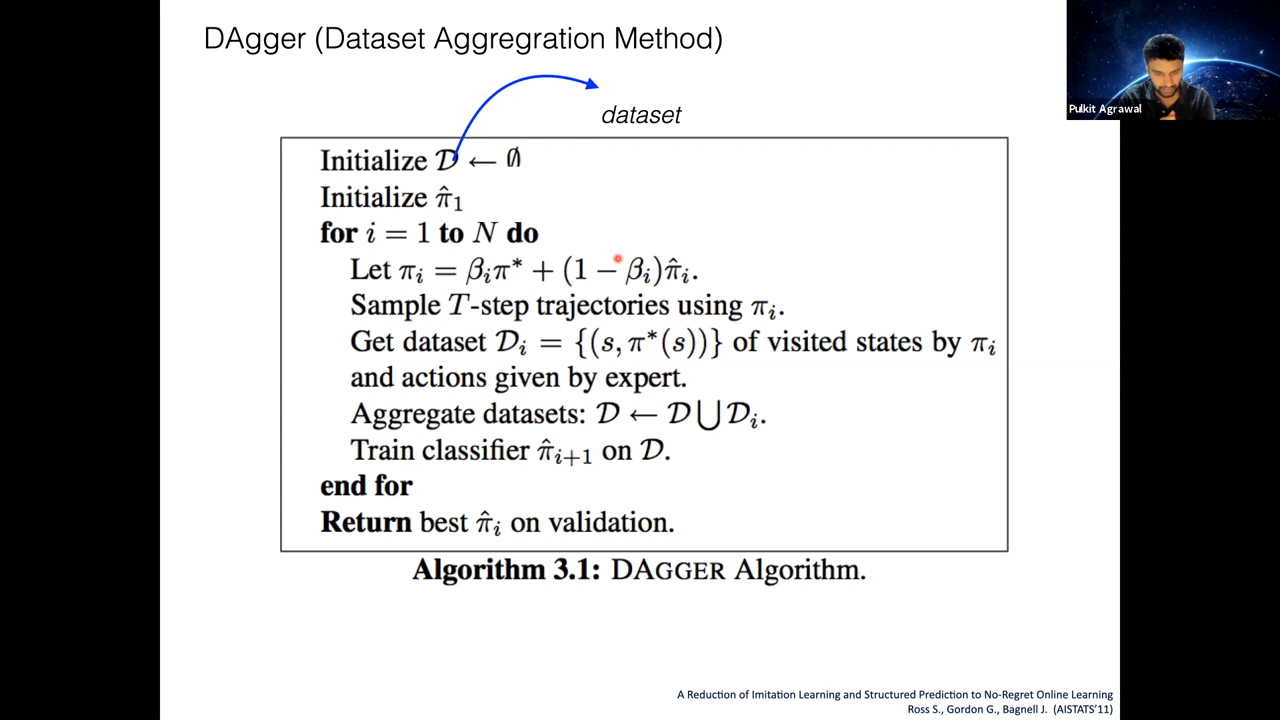 DAgger (Dataset Aggregration Method)
Pulkit Agrawal
dataset
Initialize 𝒟 ← ∅
Initialize π̂₁
for i = 1 to N do
Let πᵢ = βᵢπ* + (1 − βᵢ)π̂ᵢ.
Sample T-step trajectories using πᵢ.
Get dataset 𝒟ᵢ = {(s, π*(s))} of visited states by πᵢ
and actions given by expert.
Aggregate datasets: 𝒟 ← 𝒟 ⋃ 𝒟ᵢ.
Train classifier π̂ᵢ₊₁ on 𝒟.
end for
Return best π̂ᵢ on validation.
Algorithm 3.1: DAGGER Algorithm.
A Reduction of Imitation Learning and Structured Prediction to No-Regret Online Learning
Ross S., Gordon G., Bagnell J. (AISTATS'11)